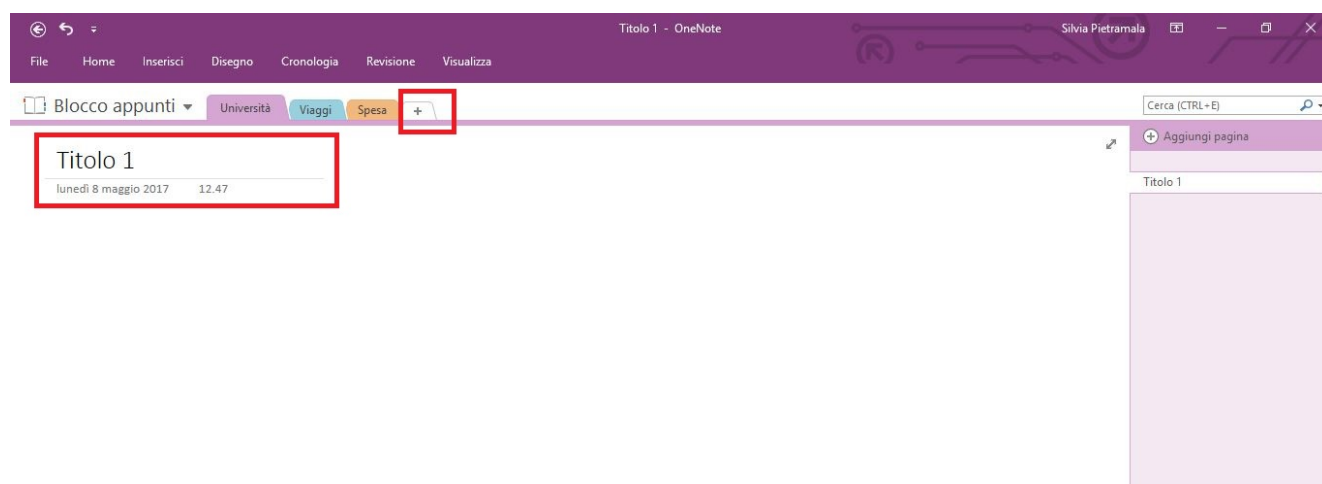 Titolo 1 - OneNote
Silvia Pietramala
File Home Inserisci Disegno Cronologia Revisione Visualizza
Blocco appunti Università Viaggi Spesa +
Cerca (CTRL+E)
Titolo 1
lunedì 8 maggio 2017 12.47
Aggiungi pagina
Titolo 1